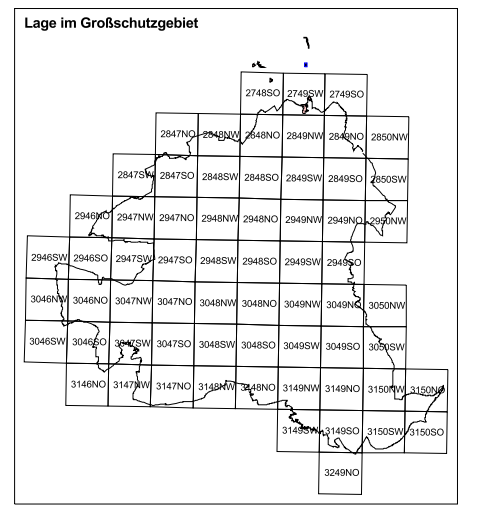 Lage im Großschutzgebiet
2748SO 2749SW 2749SO
2847NO 2848NW 2848NO 2849NW 2849NO 2850NW
2847SW 2847SO 2848SW 2848SO 2849SW 2849SO 2850SW
2946NO 2947NW 2947NO 2948NW 2948NO 2949NW 2949NO 2950NW
2946SW 2946SO 2947SW 2947SO 2948SW 2948SO 2949SW 2949SO
3046NW 3046NO 3047NW 3047NO 3048NW 3048NO 3049NW 3049NO 3050NW
3046SW 3046SO 3047SW 3047SO 3048SW 3048SO 3049SW 3049SO 3050SW
3146NO 3147NW 3147NO 3148NW 3148NO 3149NW 3149NO 3150NW 3150NO
3149SW 3149SO 3150SW 3150SO
3249NO